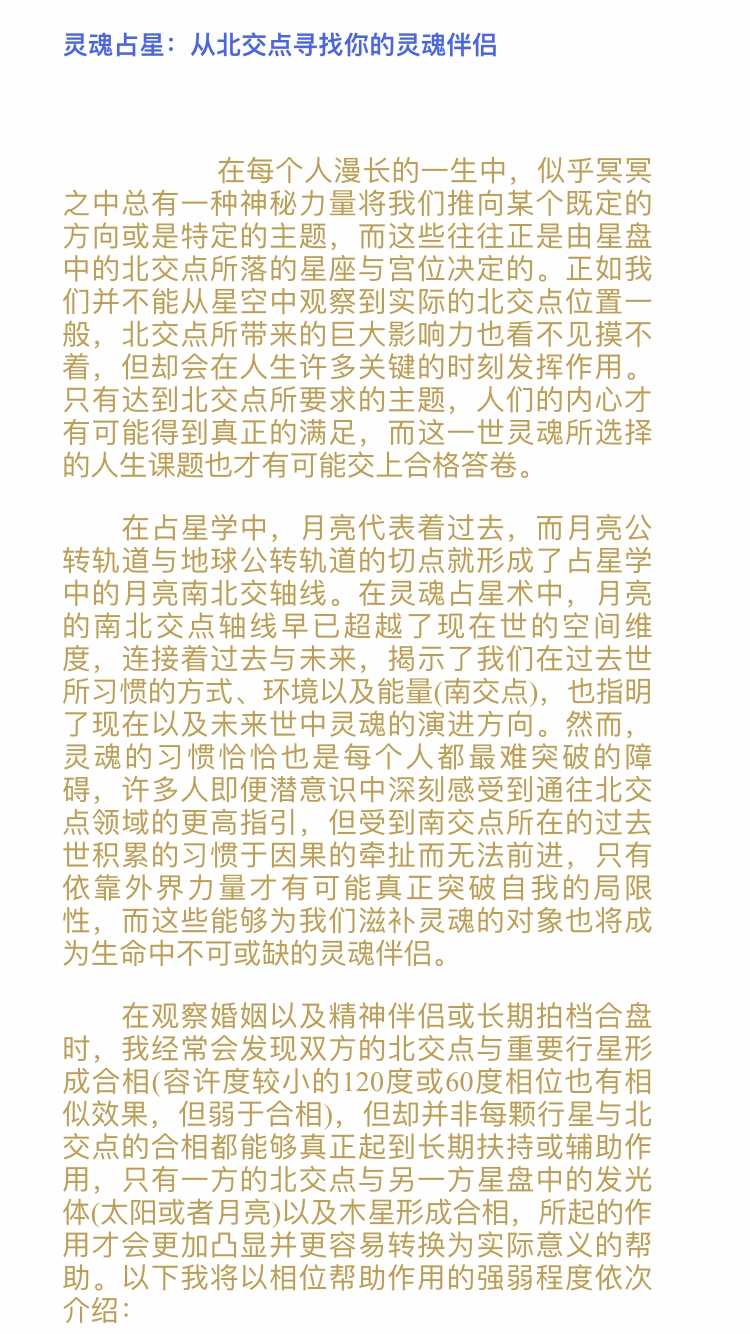 灵魂占星：从北交点寻找你的灵魂伴侣
在每个人漫长的一生中，似乎冥冥
之中总有一种神秘力量将我们推向某个既定的
方向或是特定的主题，而这些往往正是由星盘
中的北交点所落的星座与宫位决定的。正如我
们并不能从星空中观察到实际的北交点位置一
般，北交点所带来的巨大影响力也看不见摸不
着，但却会在人生许多关键的时刻发挥作用。
只有达到北交点所要求的主题，人们的内心才
有可能得到真正的满足，而这一世灵魂所选择
的人生课题也才有可能交上合格答卷。
在占星学中，月亮代表着过去，而月亮公
转轨道与地球公转轨道的切点就形成了占星学
中的月亮南北交轴线。在灵魂占星术中，月亮
的南北交点轴线早已超越了现在世的空间维
度，连接着过去与未来，揭示了我们在过去世
所习惯的方式、环境以及能量(南交点)，也指明
了现在以及未来世中灵魂的演进方向。然而，
灵魂的习惯恰恰也是每个人都最难突破的障
碍，许多人即便潜意识中深刻感受到通往北交
点领域的更高指引，但受到南交点所在的过去
世积累的习惯于因果的牵扯而无法前进，只有
依靠外界力量才有可能真正突破自我的局限
性，而这些能够为我们滋补灵魂的对象也将成
为生命中不可或缺的灵魂伴侣。
在观察婚姻以及精神伴侣或长期拍档合盘
时，我经常会发现双方的北交点与重要行星形
成合相(容许度较小的120度或60度相位也有相
似效果，但弱于合相)，但却并非每颗行星与北
交点的合相都能够真正起到长期扶持或辅助作
用，只有一方的北交点与另一方星盘中的发光
体(太阳或者月亮)以及木星形成合相，所起的作
用才会更加凸显并更容易转换为实际意义的帮
助。以下我将以相位帮助作用的强弱程度依次
介绍：